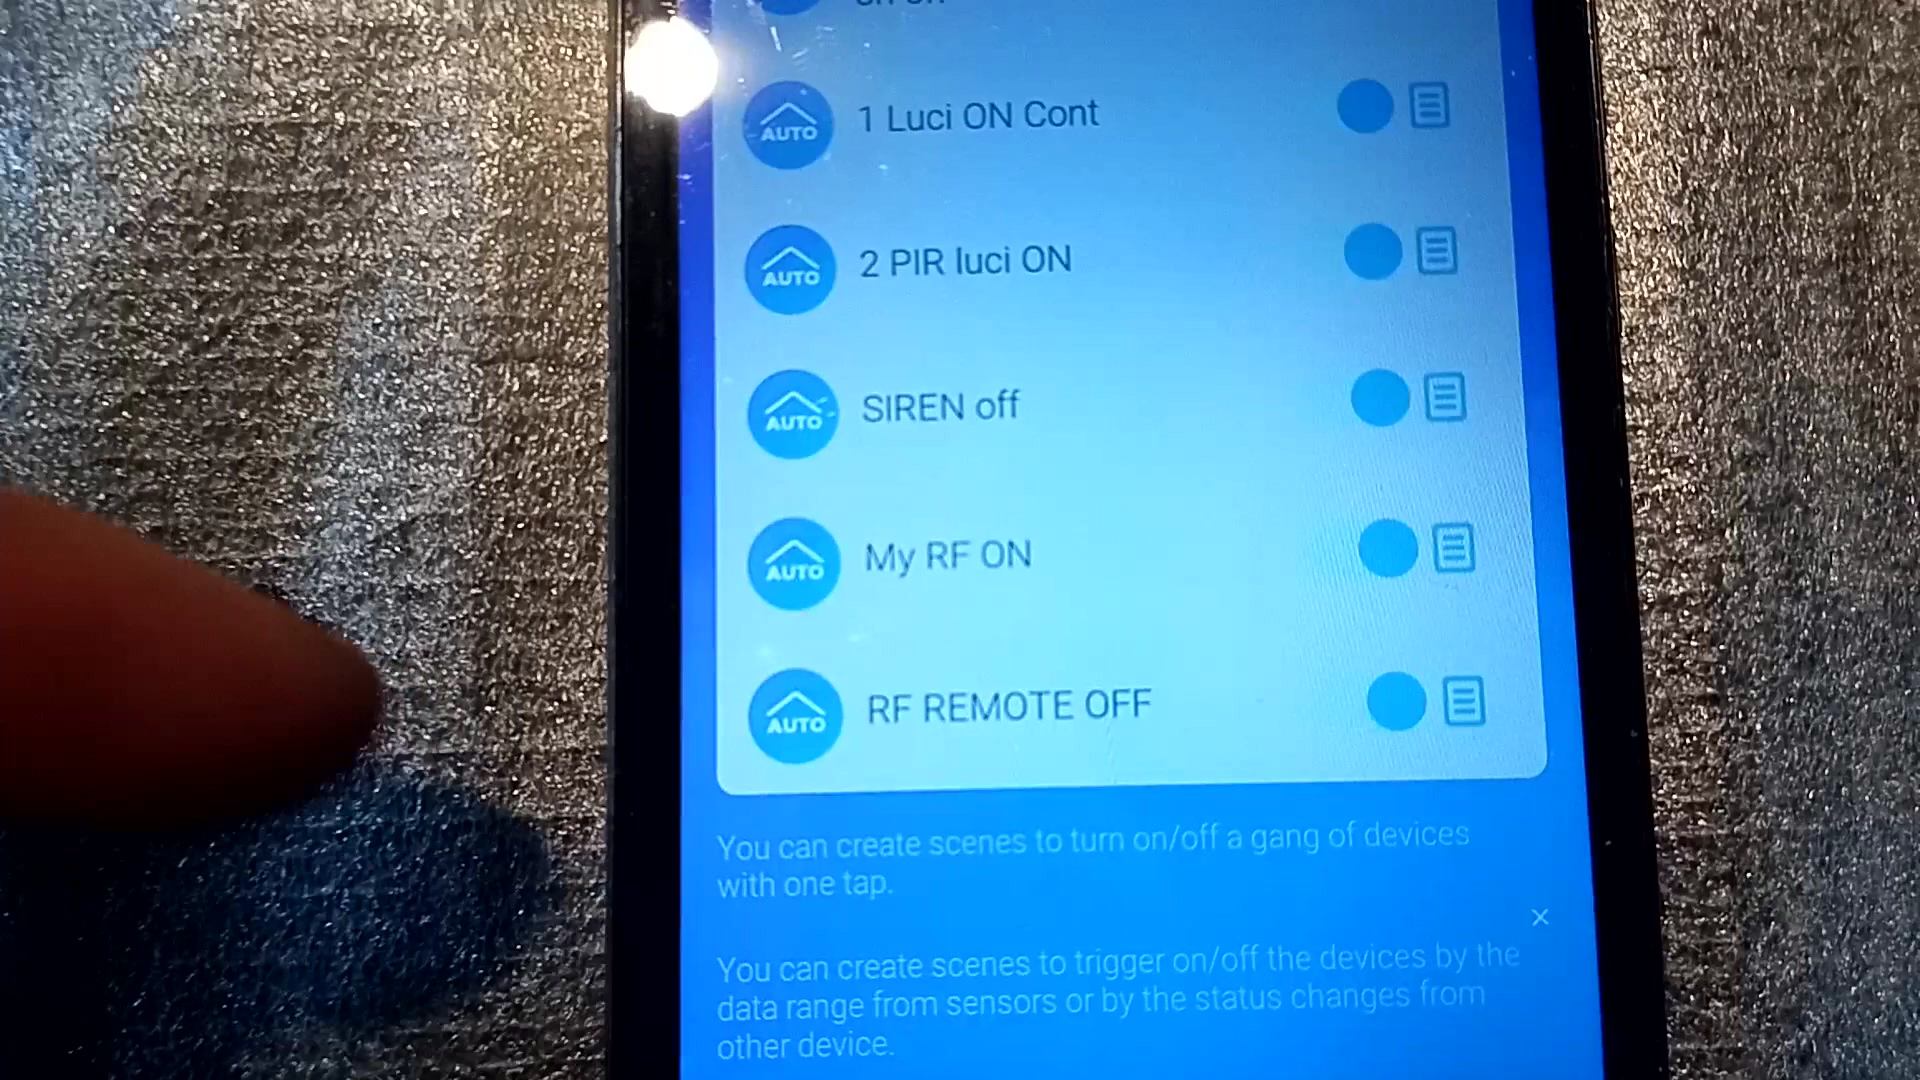 AUTO 1 Luci ON Cont
AUTO 2 PIR luci ON
AUTO SIREN off
AUTO My RF ON
AUTO RF REMOTE OFF
You can create scenes to turn on/off a gang of devices
with one tap.
You can create scenes to trigger on/off the devices by the
data range from sensors or by the status changes from
other device.